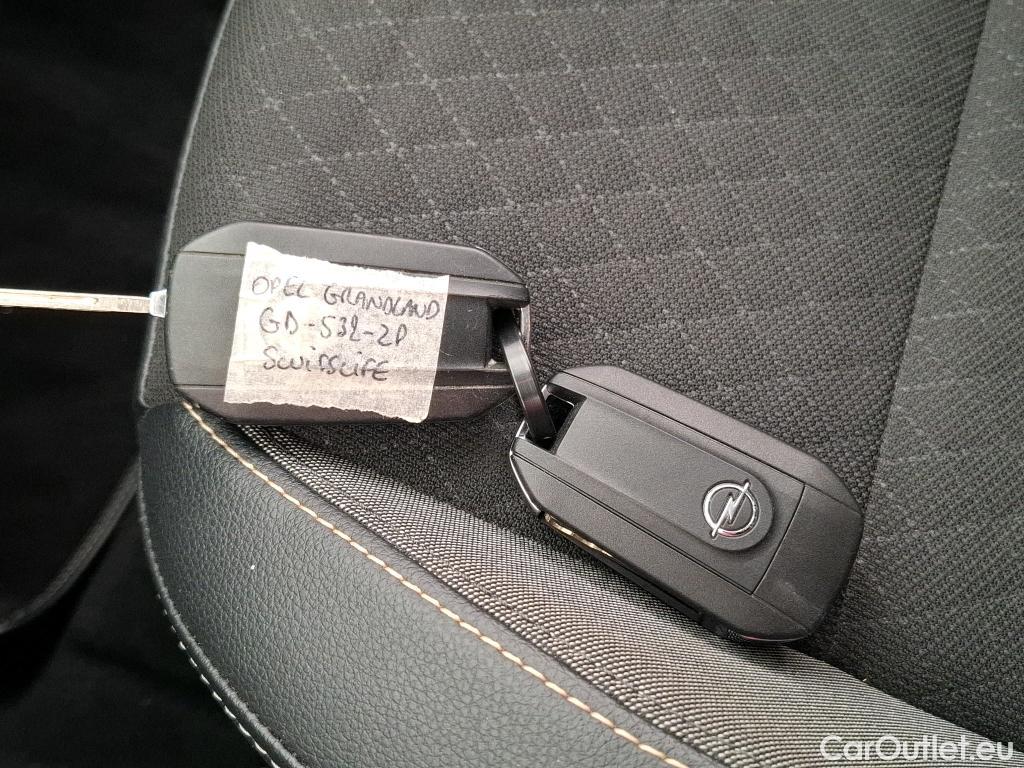 OPEL GRANDLAND
GD-532-ZP
SWISSLIFE
CarOutlet.eu